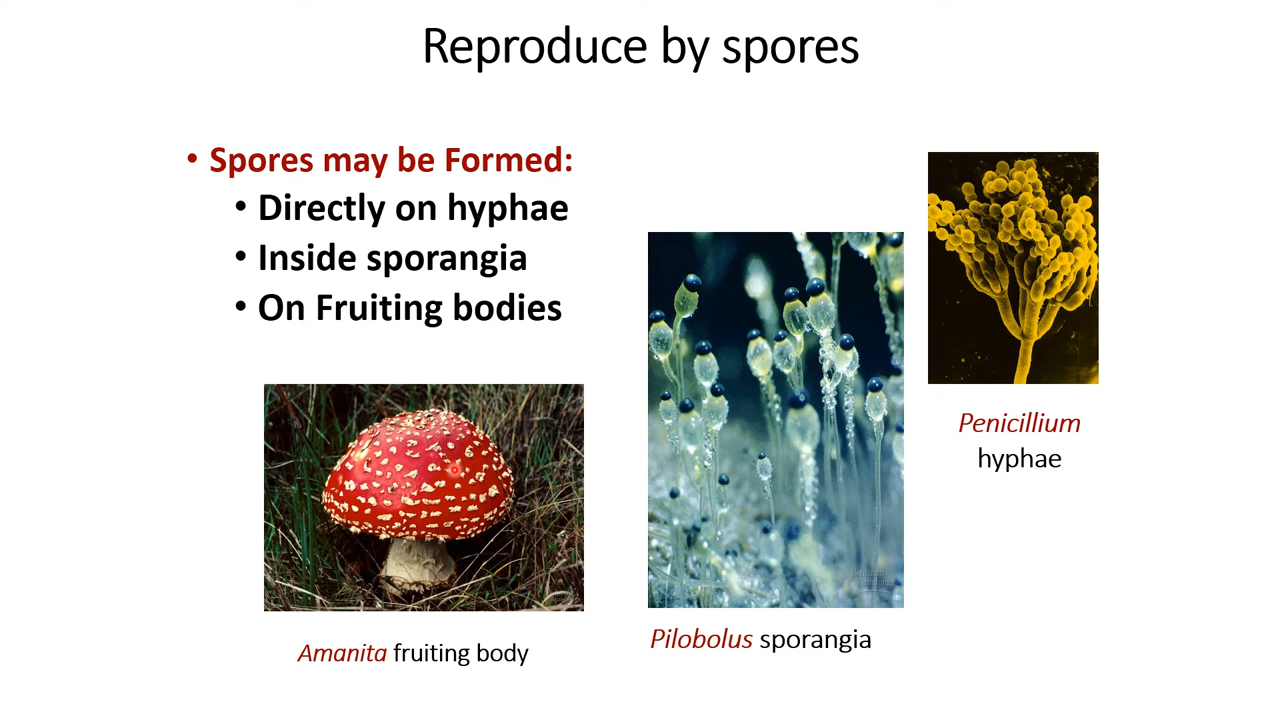 Reproduce by spores
• Spores may be Formed:
• Directly on hyphae
• Inside sporangia
• On Fruiting bodies
Penicillium
hyphae
Pilobolus sporangia
Amanita fruiting body